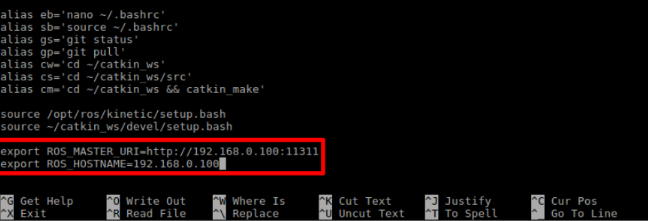 alias eb='nano ~/.bashrc'
alias sb='source ~/.bashrc'
alias gs='git status'
alias gp='git pull'
alias cw='cd ~/catkin_ws'
alias cs='cd ~/catkin_ws/src'
alias cm='cd ~/catkin_ws && catkin_make'
source /opt/ros/kinetic/setup.bash
source ~/catkin_ws/devel/setup.bash
export ROS_MASTER_URI=http://192.168.0.100:11311
export ROS_HOSTNAME=192.168.0.100
^G Get Help ^O Write Out ^W Where Is ^K Cut Text ^J Justify ^C Cur Pos
^X Exit ^R Read File ^\ Replace ^U Uncut Text ^T To Spell ^_ Go To Line